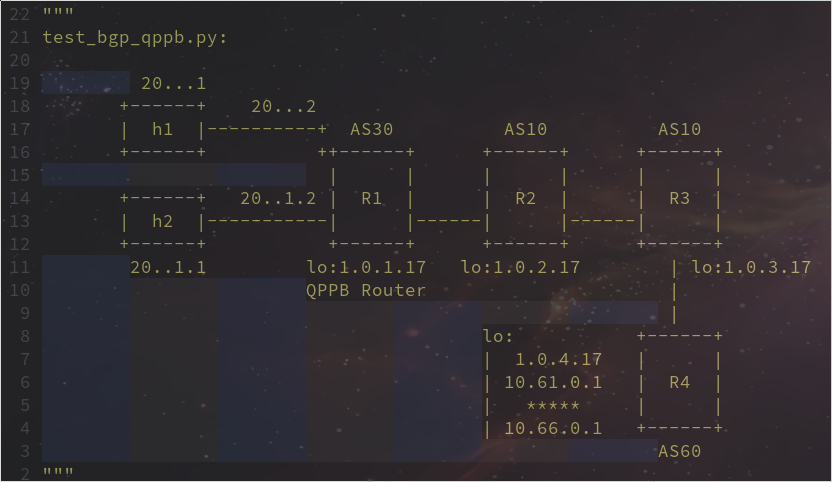 22 """
21 test_bgp_qppb.py:
20
19          20...1
18        +------+    20...2
17        |  h1  |----------+  AS30          AS10          AS10
16        +------+          ++------+      +------+      +------+
15                           |      |      |      |      |      |
14        +------+   20..1.2 |  R1  |      |  R2  |      |  R3  |
13        |  h2  |-----------|      |------|      |------|      |
12        +------+           +------+      +------+      +------+
11         20..1.1         lo:1.0.1.17   lo:1.0.2.17        | lo:1.0.3.17
10                         QPPB Router                      |
9                                                           |
8                                          lo:           +------+
7                                          |  1.0.4.17   |      |
6                                          | 10.61.0.1   |  R4  |
5                                          |   *****     |      |
4                                          | 10.66.0.1   +------+
3                                                          AS60
2 """